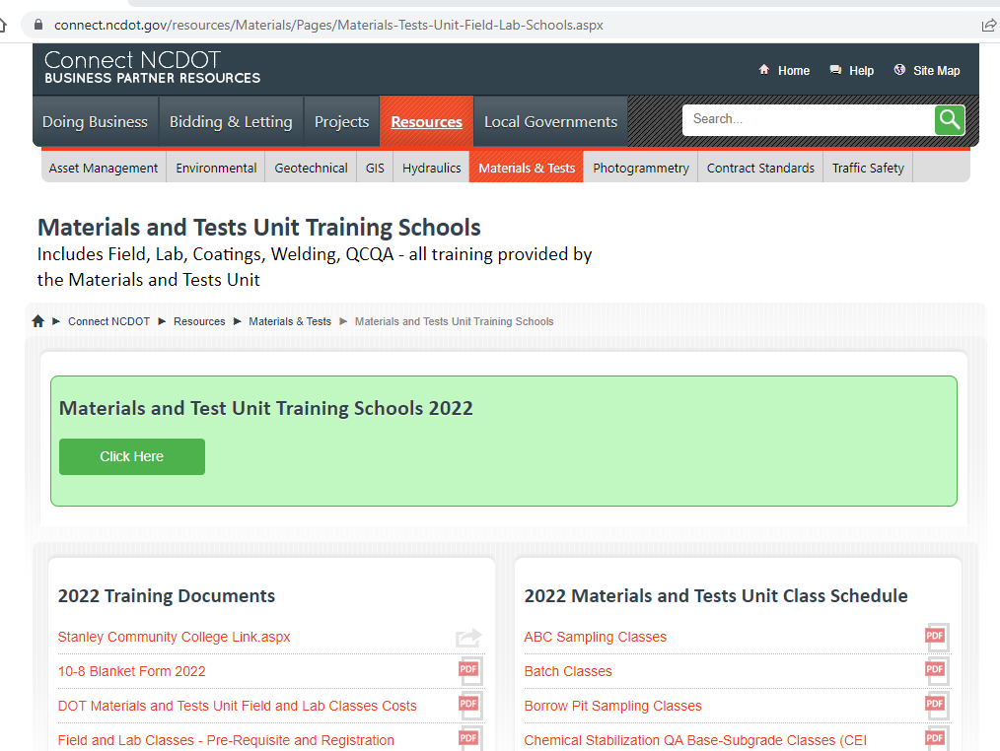 connect.ncdot.gov/resources/Materials/Pages/Materials-Tests-Unit-Field-Lab-Schools.aspx
Connect NCDOT
BUSINESS PARTNER RESOURCES
Home Help Site Map
Doing Business Bidding & Letting Projects Resources Local Governments Search...
Asset Management Environmental Geotechnical GIS Hydraulics Materials & Tests Photogrammetry Contract Standards Traffic Safety
Materials and Tests Unit Training Schools
Includes Field, Lab, Coatings, Welding, QCQA - all training provided by
the Materials and Tests Unit
Connect NCDOT Resources Materials & Tests Materials and Tests Unit Training Schools
Materials and Test Unit Training Schools 2022
Click Here
2022 Training Documents
Stanley Community College Link.aspx
10-8 Blanket Form 2022 PDF
DOT Materials and Tests Unit Field and Lab Classes Costs PDF
Field and Lab Classes - Pre-Requisite and Registration PDF
2022 Materials and Tests Unit Class Schedule
ABC Sampling Classes PDF
Batch Classes PDF
Borrow Pit Sampling Classes PDF
Chemical Stabilization QA Base-Subgrade Classes (CEI PDF